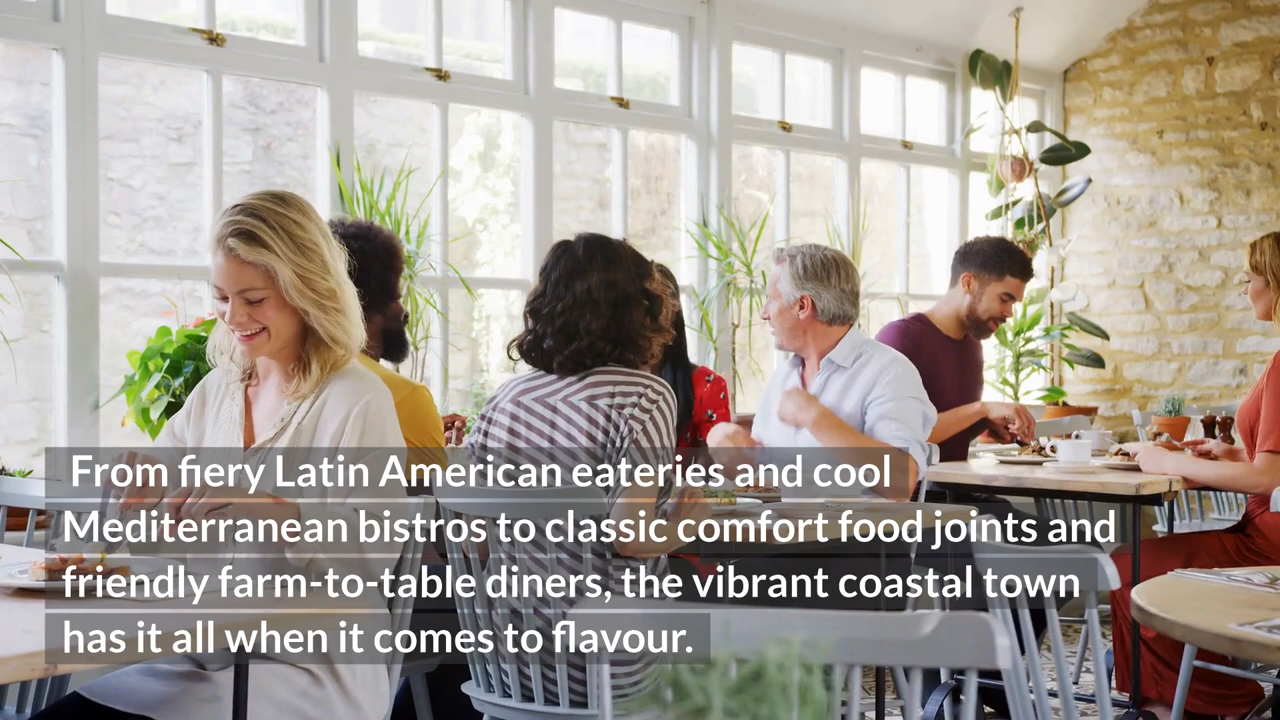 From fiery Latin American eateries and cool
Mediterranean bistros to classic comfort food joints and
friendly farm-to-table diners, the vibrant coastal town
has it all when it comes to flavour.